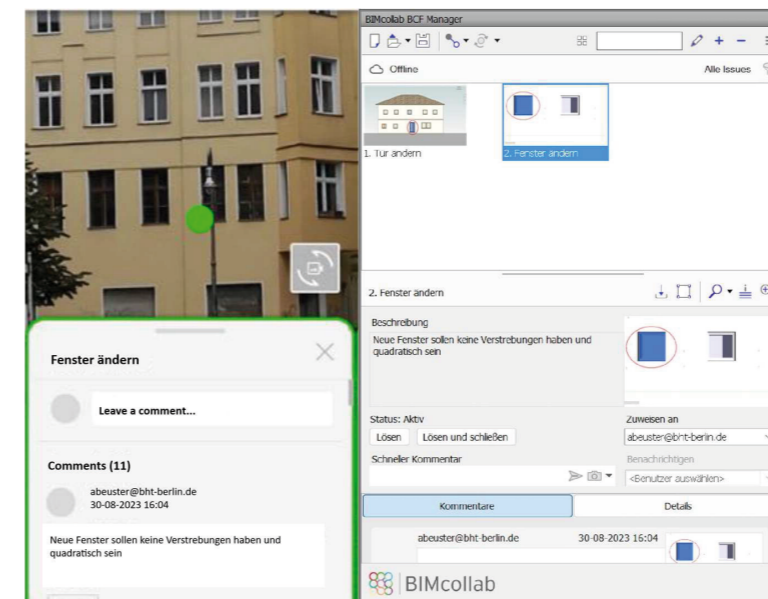 Fenster ändern
Leave a comment...
Comments (11)
abeuster@bht-berlin.de
30-08-2023 16:04
Neue Fenster sollen keine Verstrebungen haben und
quadratisch sein
BIMcollab BCF Manager
Offline
Alle Issues
1. Tür ändern
2. Fenster ändern
2. Fenster ändern
Beschreibung
Neue Fenster sollen keine Verstrebungen haben und
quadratisch sein
Status: Aktiv
Zuweisen an
Lösen
Lösen und schließen
abeuster@bht-berlin.de
Schneller Kommentar
Benachrichtigen
<Benutzer auswählen>
Kommentare
Details
abeuster@bht-berlin.de
30-08-2023 16:04
BIMcollab